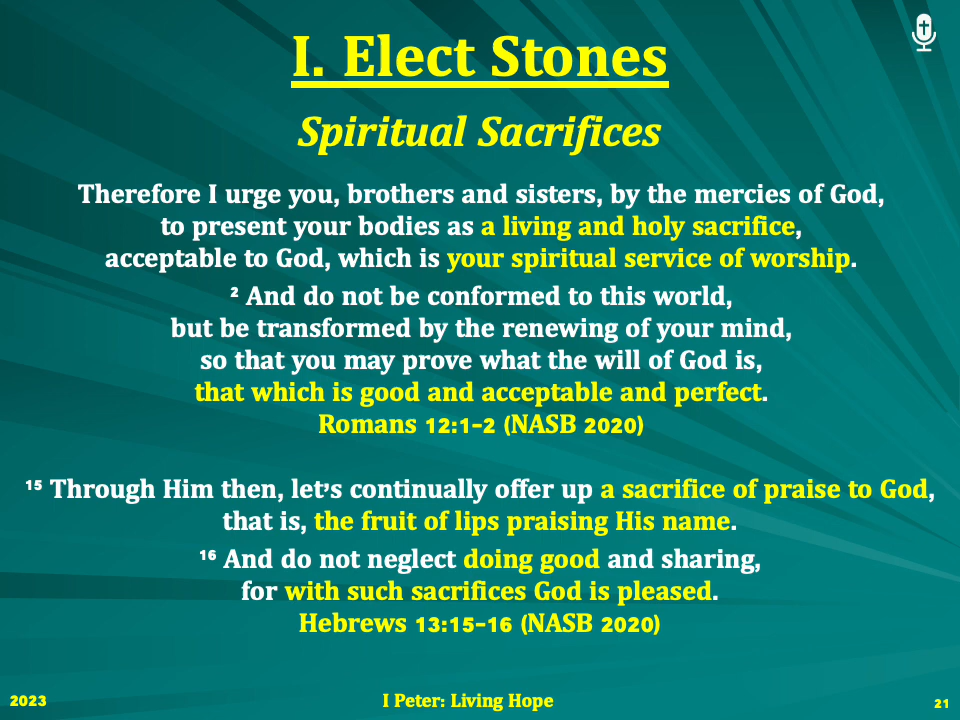 I. Elect Stones
Spiritual Sacrifices
Therefore I urge you, brothers and sisters, by the mercies of God,
to present your bodies as a living and holy sacrifice,
acceptable to God, which is your spiritual service of worship.
² And do not be conformed to this world,
but be transformed by the renewing of your mind,
so that you may prove what the will of God is,
that which is good and acceptable and perfect.
Romans 12:1-2 (NASB 2020)
¹⁵ Through Him then, let’s continually offer up a sacrifice of praise to God,
that is, the fruit of lips praising His name.
¹⁶ And do not neglect doing good and sharing,
for with such sacrifices God is pleased.
Hebrews 13:15-16 (NASB 2020)
2023
I Peter: Living Hope
21